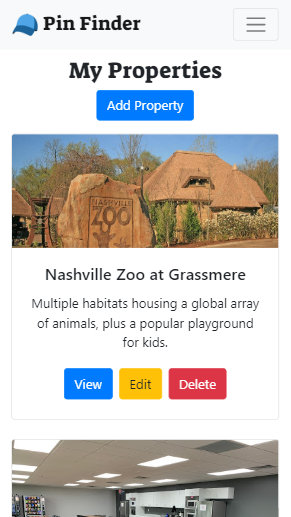 Pin Finder
My Properties
Add Property
NASHVILLE
ZOO
Nashville Zoo at Grassmere
Multiple habitats housing a global array
of animals, plus a popular playground
for kids.
View Edit Delete